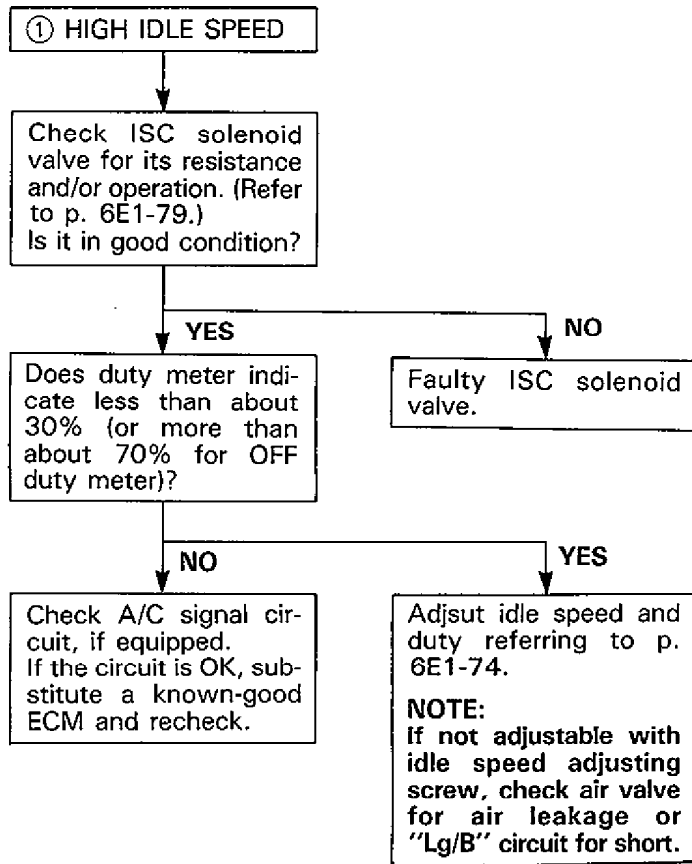 ① HIGH IDLE SPEED
Check ISC solenoid
valve for its resistance
and/or operation. (Refer
to p. 6E1-79.)
Is it in good condition?
YES
NO
Does duty meter indi-
cate less than about
30% (or more than
about 70% for OFF
duty meter)?
Faulty ISC solenoid
valve.
NO
YES
Check A/C signal cir-
cuit, if equipped.
If the circuit is OK, sub-
stitute a known-good
ECM and recheck.
Adjsut idle speed and
duty referring to p.
6E1-74.
NOTE:
If not adjustable with
idle speed adjusting
screw, check air valve
for air leakage or
"Lg/B" circuit for short.